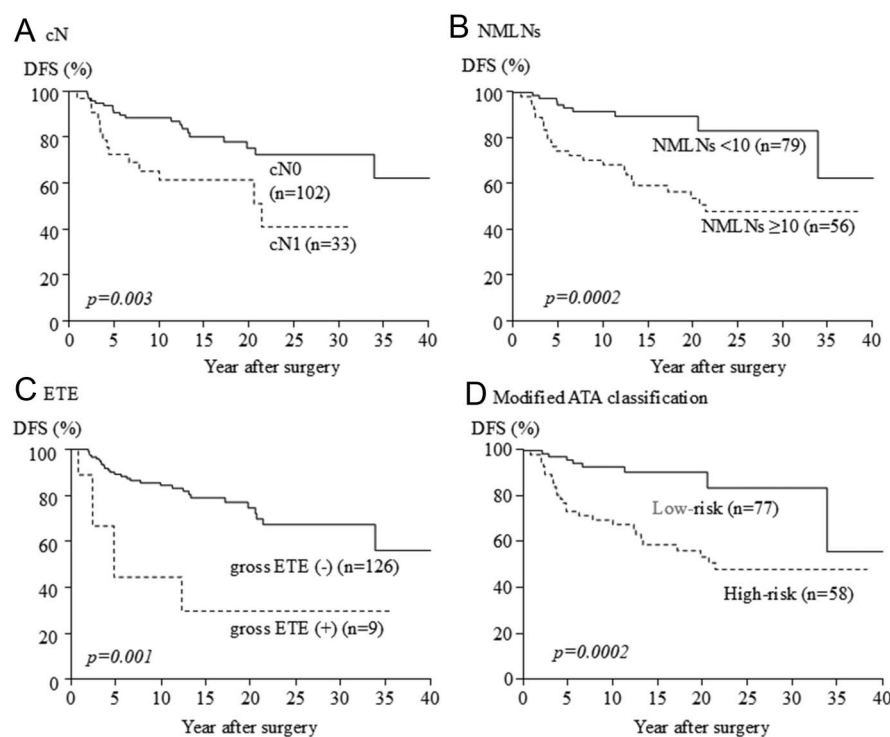 A cN
DFS (%)
100
80
60
40
20
0
cN0
(n=102)
cN1 (n=33)
p=0.003
0 5 10 15 20 25 30 35 40
Year after surgery
B NMLNs
DFS (%)
100
80
60
40
20
0
NMLNs <10 (n=79)
NMLNs ≥10 (n=56)
p=0.0002
0 5 10 15 20 25 30 35 40
Year after surgery
C ETE
DFS (%)
100
80
60
40
20
0
gross ETE (-) (n=126)
gross ETE (+) (n=9)
p=0.001
0 5 10 15 20 25 30 35 40
Year after surgery
D Modified ATA classification
DFS (%)
100
80
60
40
20
0
Low-risk (n=77)
High-risk (n=58)
p=0.0002
0 5 10 15 20 25 30 35 40
Year after surgery